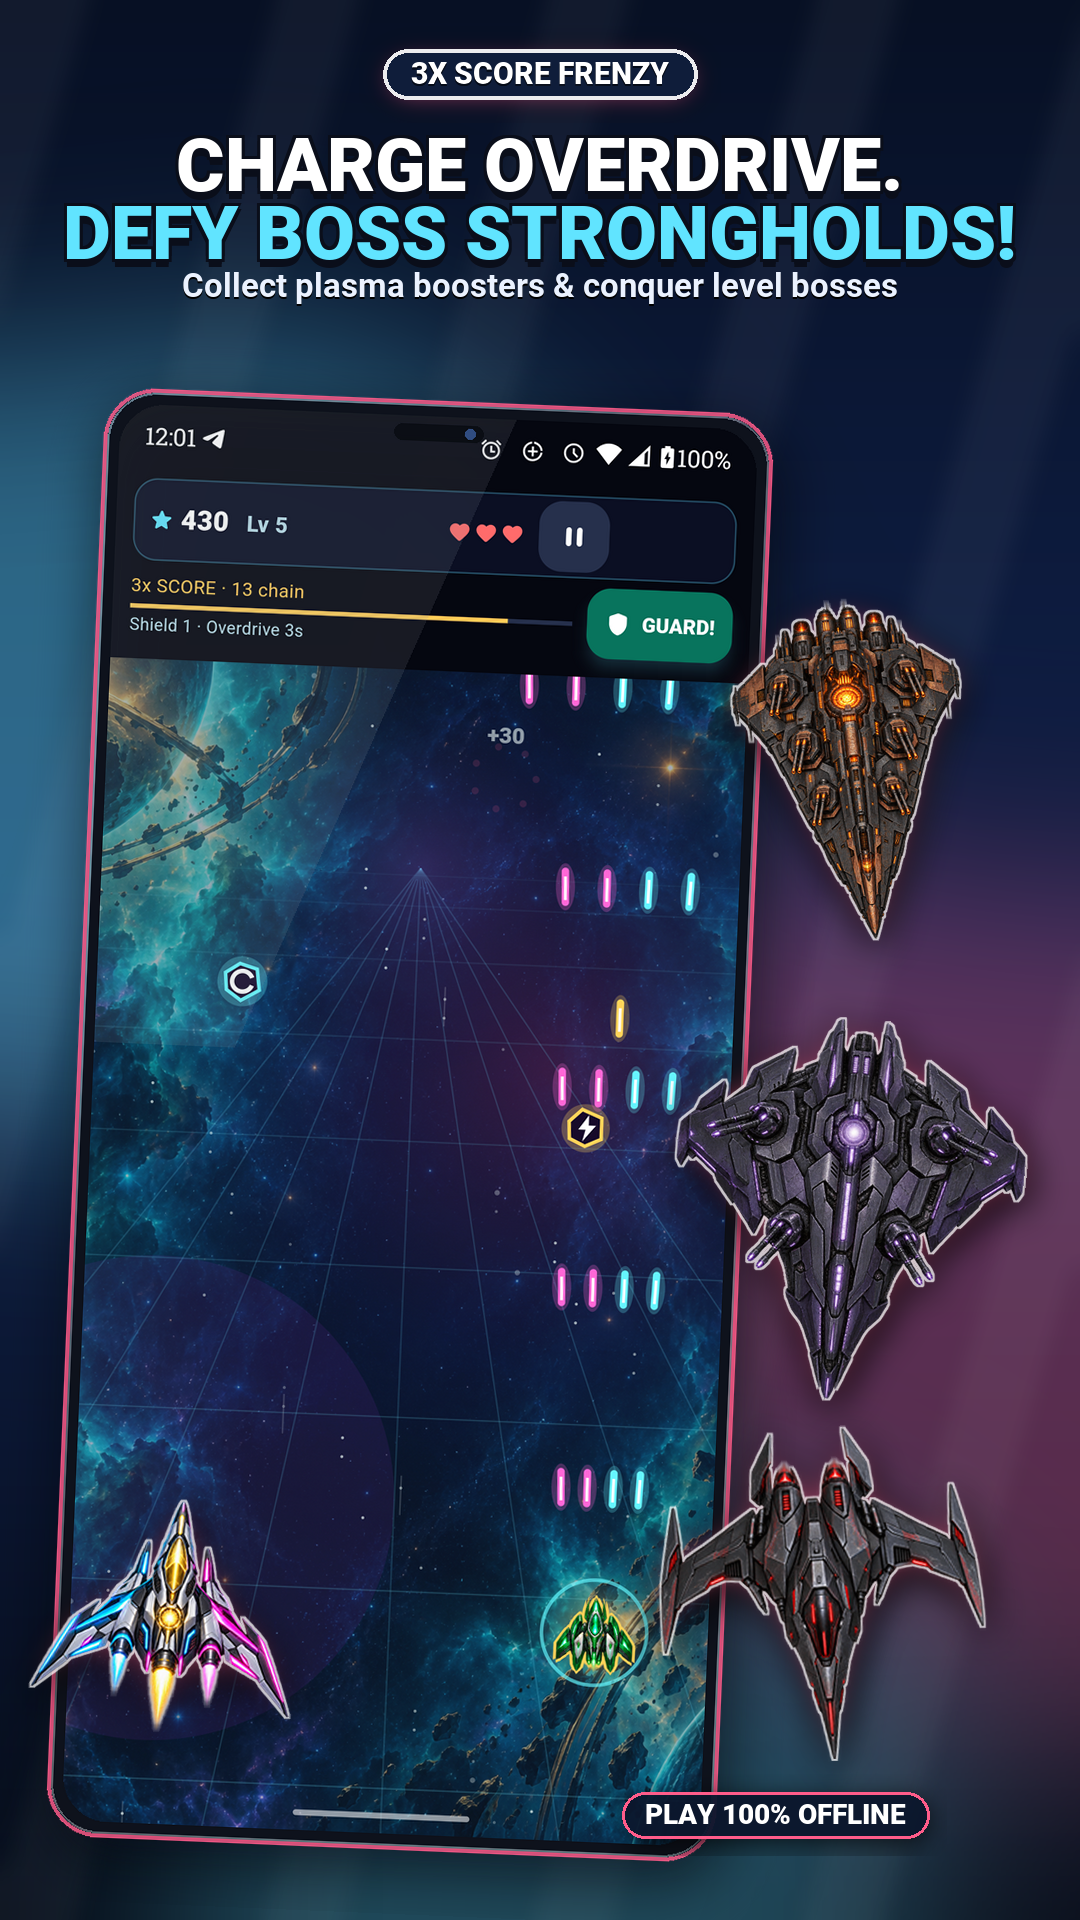 3X SCORE FRENZY
CHARGE OVERDRIVE.
DEFY BOSS STRONGHOLDS!
Collect plasma boosters & conquer level bosses
12:01 100%
430 Lv 5
3x SCORE · 13 chain
Shield 1 · Overdrive 3s
GUARD!
+30
C
PLAY 100% OFFLINE